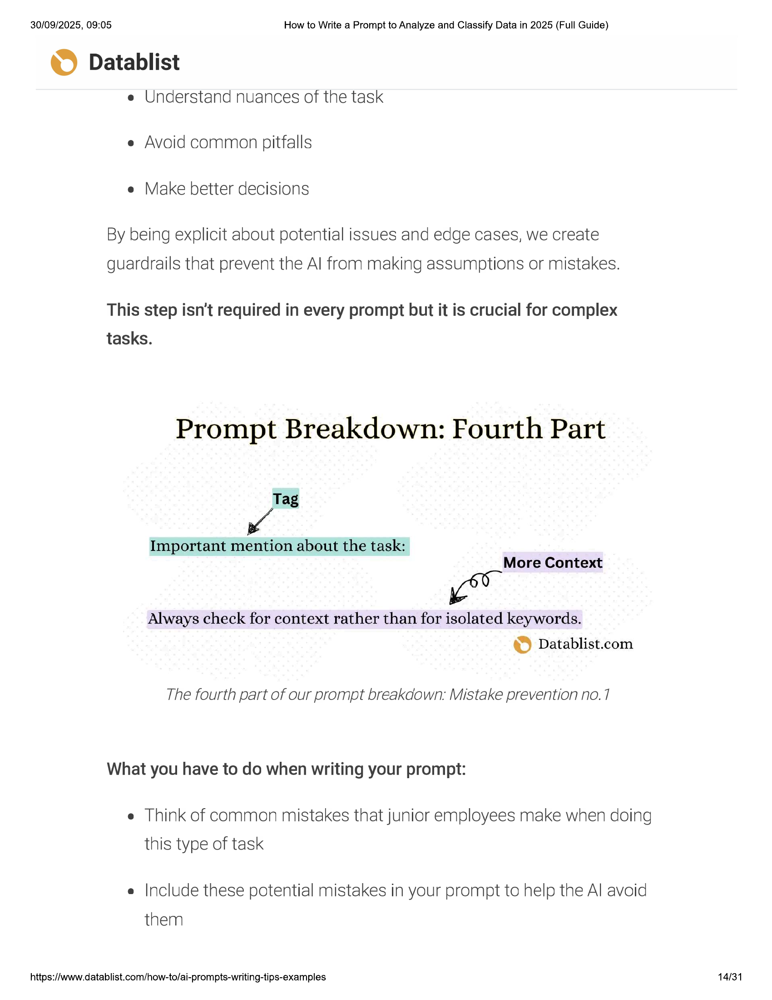 30/09/2025, 09:05
How to Write a Prompt to Analyze and Classify Data in 2025 (Full Guide)
Datablist
Understand nuances of the task
Avoid common pitfalls
Make better decisions
By being explicit about potential issues and edge cases, we create
guardrails that prevent the AI from making assumptions or mistakes.
This step isn't required in every prompt but it is crucial for complex
tasks.
Prompt Breakdown: Fourth Part
Tag
Important mention about the task:
More Context
Always check for context rather than for isolated keywords.
Datablist.com
The fourth part of our prompt breakdown: Mistake prevention no.1
What you have to do when writing your prompt:
Think of common mistakes that junior employees make when doing
this type of task
Include these potential mistakes in your prompt to help the AI avoid
them
https://www.datablist.com/how-to/ai-prompts-writing-tips-examples
14/31